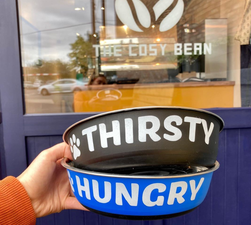 THE COSY BEAN
THIRSTY
HUNGRY